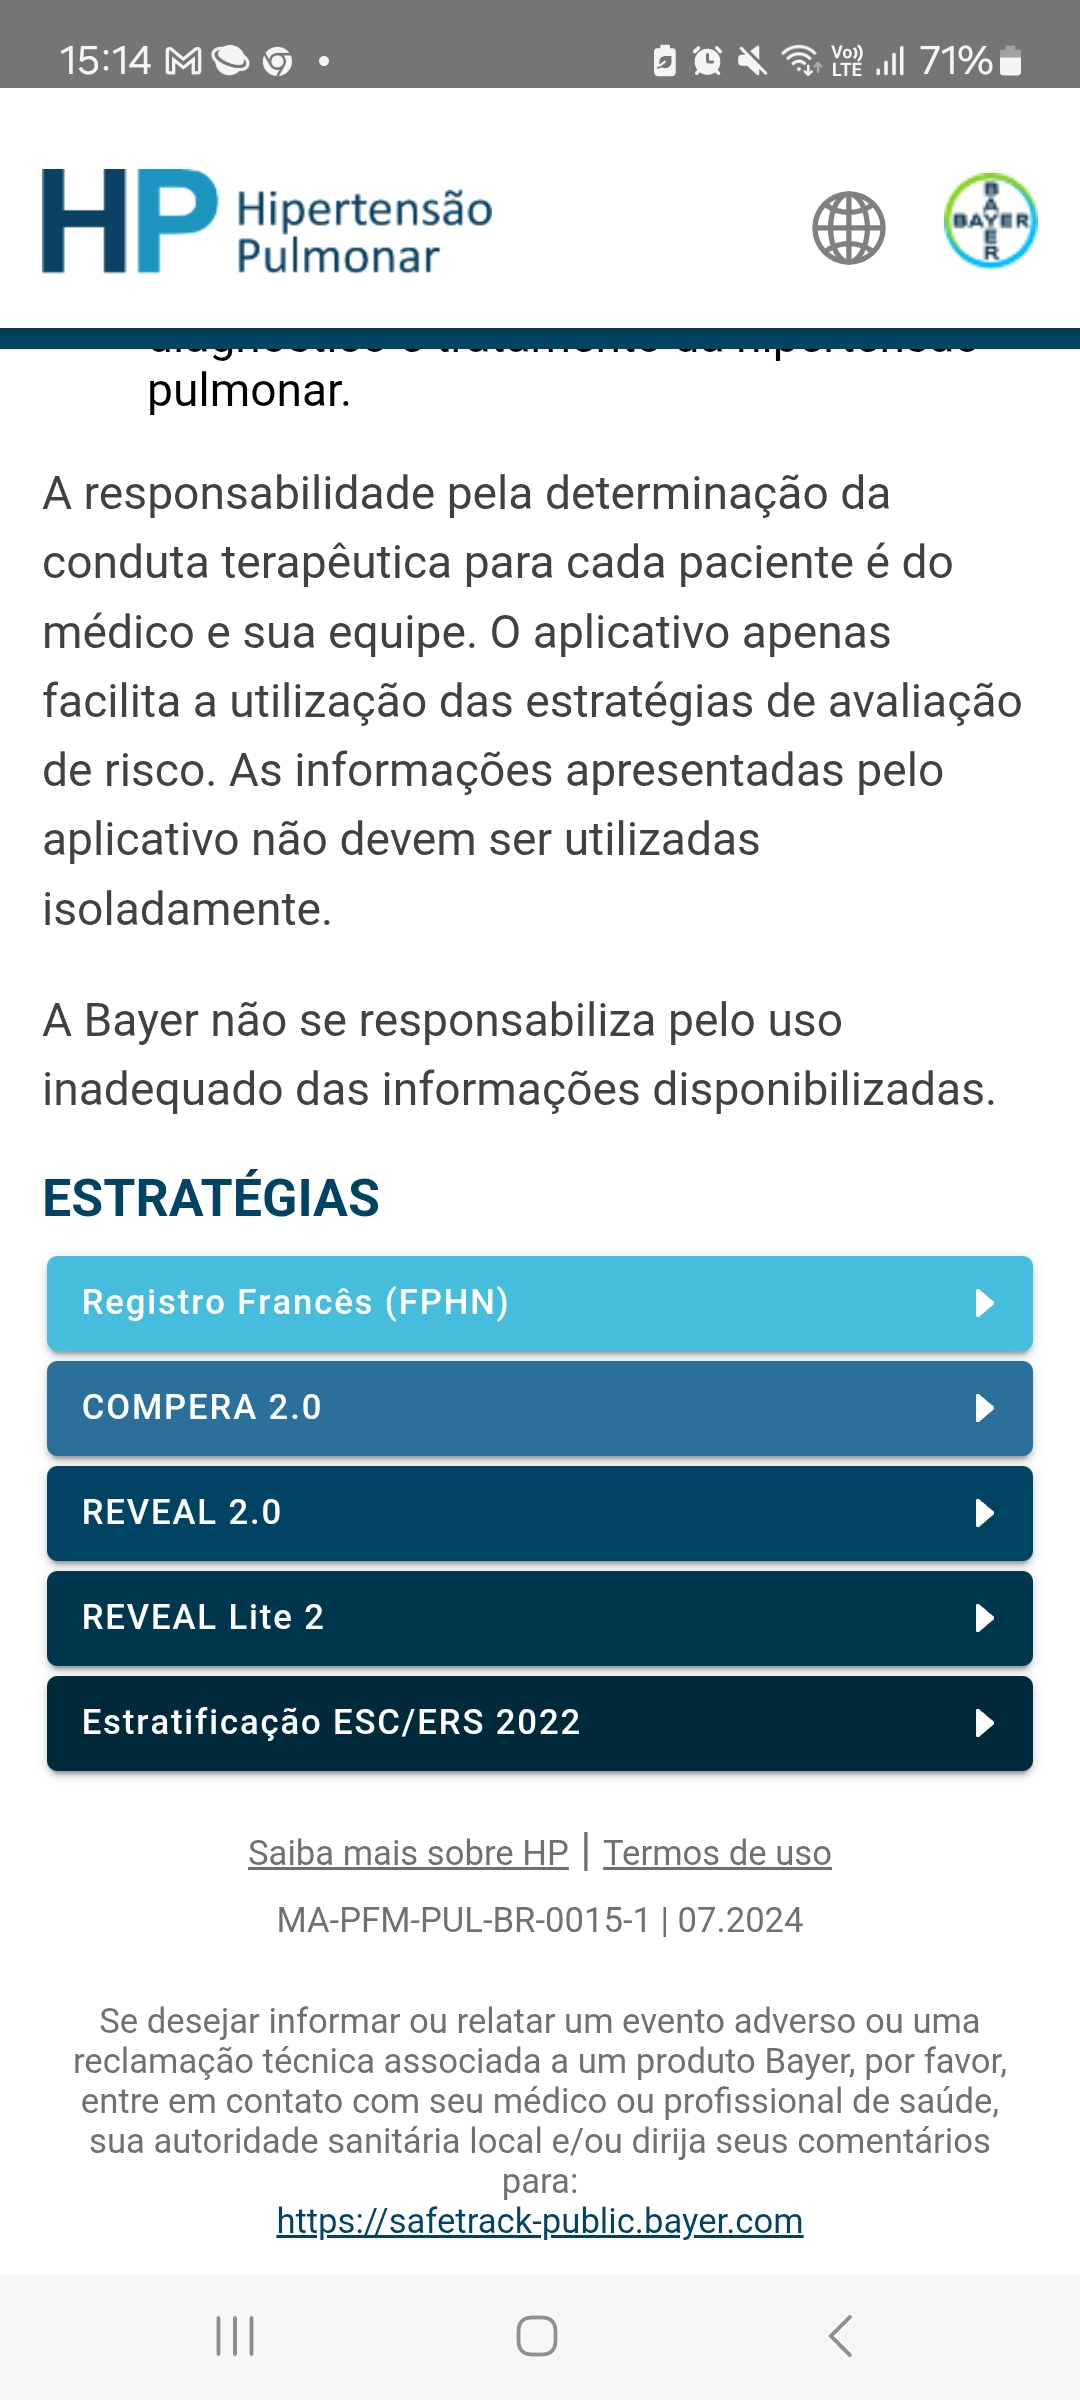 15:14
Vo))
LTE
71%
HP Hipertensão
Pulmonar
BAYER
BAYER
pulmonar.
A responsabilidade pela determinação da
conduta terapêutica para cada paciente é do
médico e sua equipe. O aplicativo apenas
facilita a utilização das estratégias de avaliação
de risco. As informações apresentadas pelo
aplicativo não devem ser utilizadas
isoladamente.
A Bayer não se responsabiliza pelo uso
inadequado das informações disponibilizadas.
ESTRATÉGIAS
Registro Francês (FPHN)
COMPERA 2.0
REVEAL 2.0
REVEAL Lite 2
Estratificação ESC/ERS 2022
Saiba mais sobre HP | Termos de uso
MA-PFM-PUL-BR-0015-1 | 07.2024
Se desejar informar ou relatar um evento adverso ou uma
reclamação técnica associada a um produto Bayer, por favor,
entre em contato com seu médico ou profissional de saúde,
sua autoridade sanitária local e/ou dirija seus comentários
para:
https://safetrack-public.bayer.com